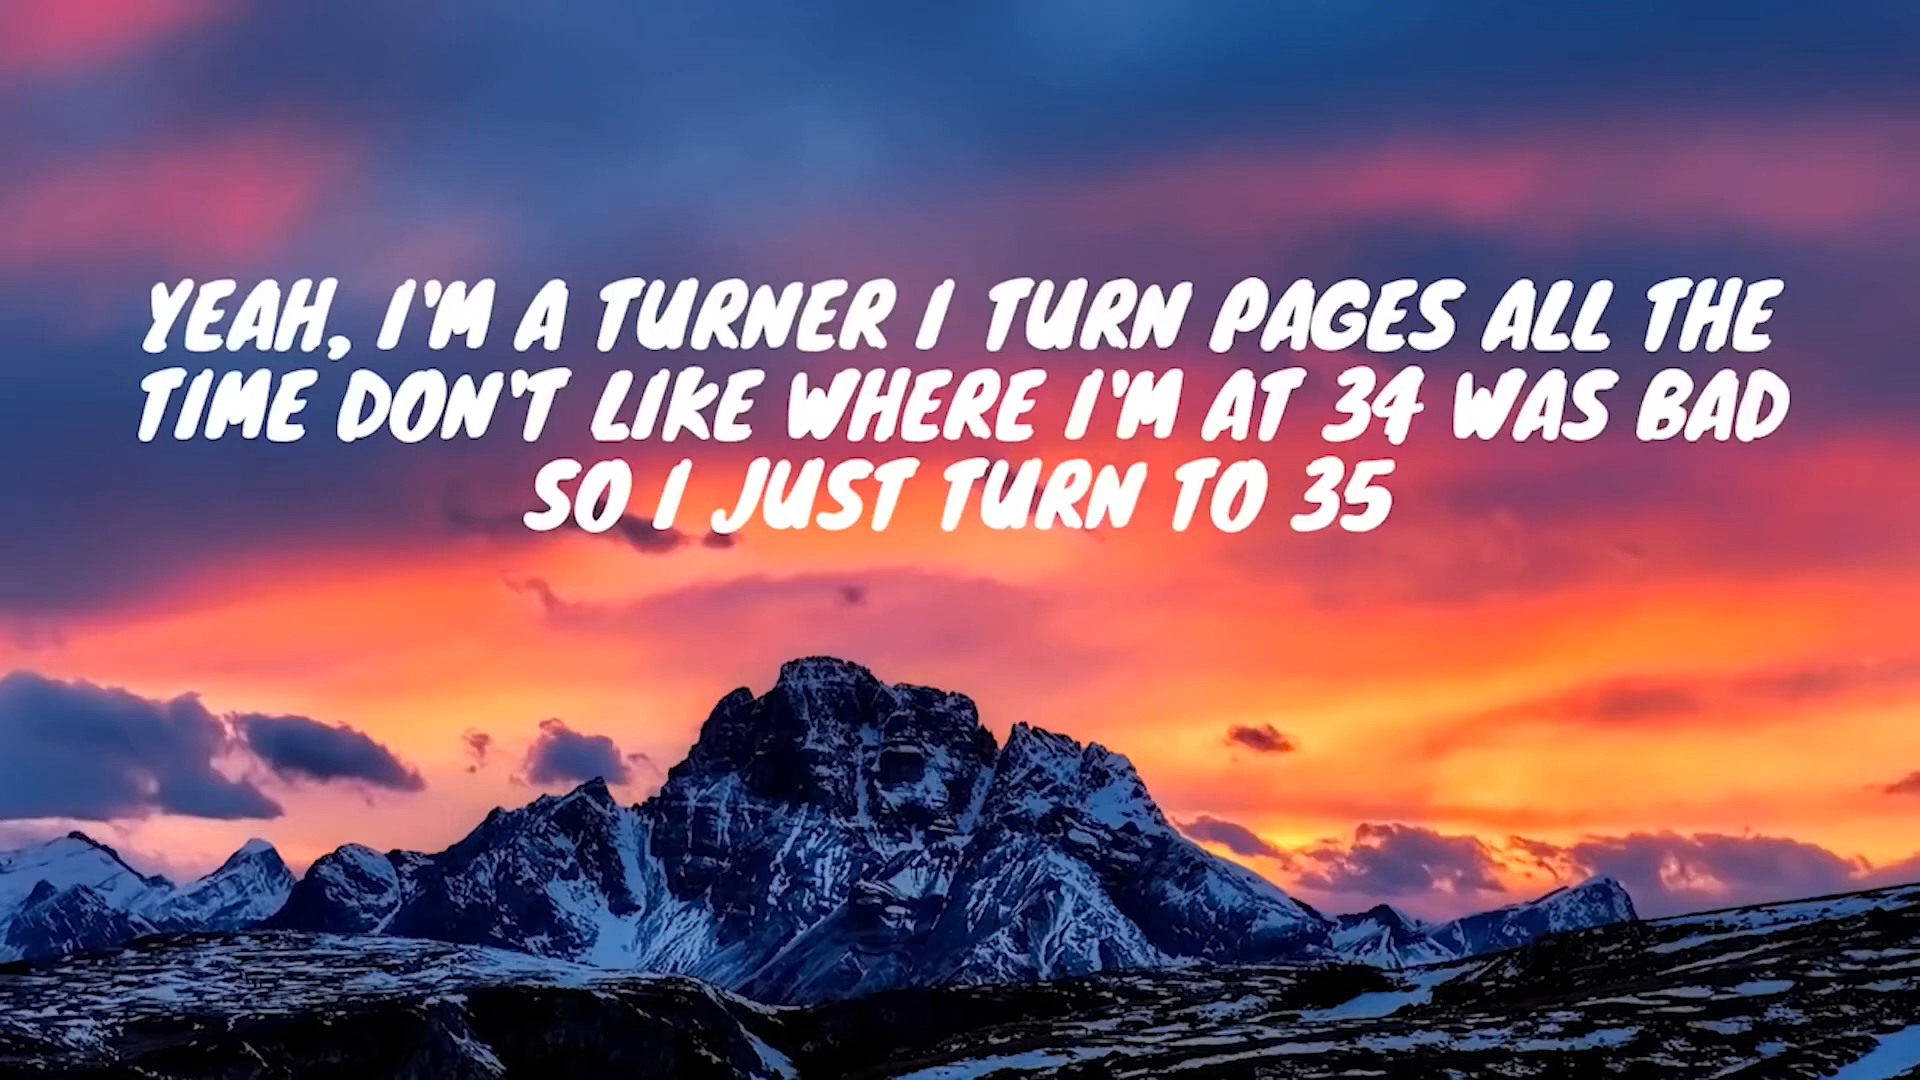 YEAH, I'M A TURNER I TURN PAGES ALL THE
TIME DON'T LIKE WHERE I'M AT 34 WAS BAD
SO I JUST TURN TO 35